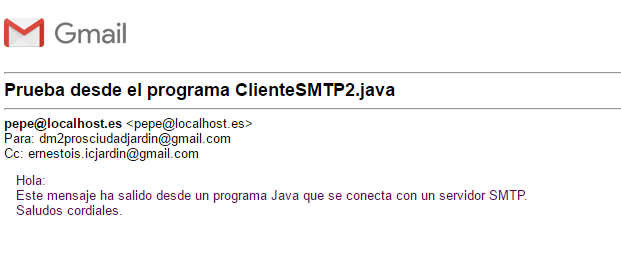 Gmail
Prueba desde el programa ClienteSMTP2.java
pepe@localhost.es <pepe@localhost.es>
Para: dm2prosciudadjardin@gmail.com
Cc: ernestois.icjardin@gmail.com
Hola:
Este mensaje ha salido desde un programa Java que se conecta con un servidor SMTP.
Saludos cordiales.